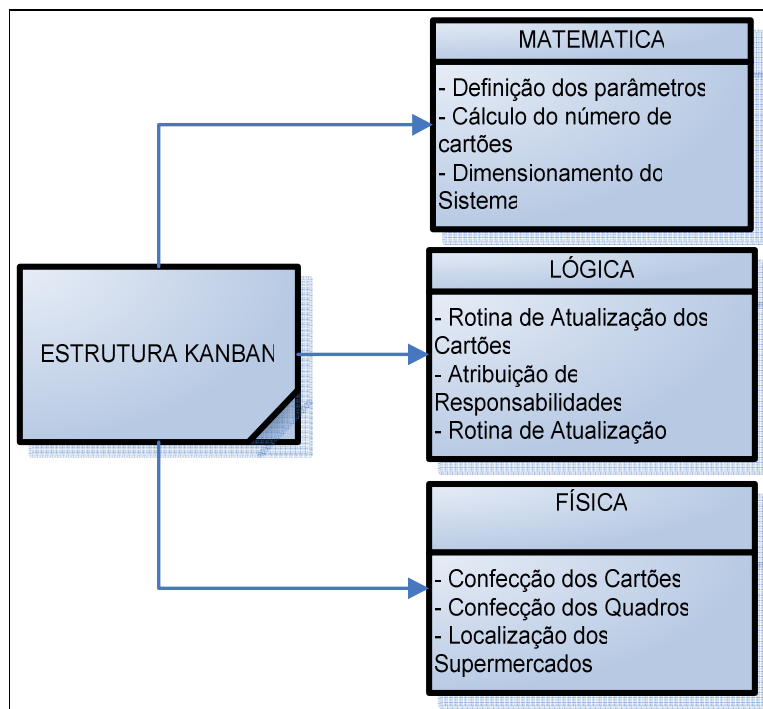 MATEMATICA
- Definição dos parâmetros
- Cálculo do número de
cartões
- Dimensionamento do
Sistema
ESTRUTURA KANBAN
LÓGICA
- Rotina de Atualização dos
Cartões
- Atribuição de
Responsabilidades
- Rotina de Atualização
FÍSICA
- Confecção dos Cartões
- Confecção dos Quadros
- Localização dos
Supermercados